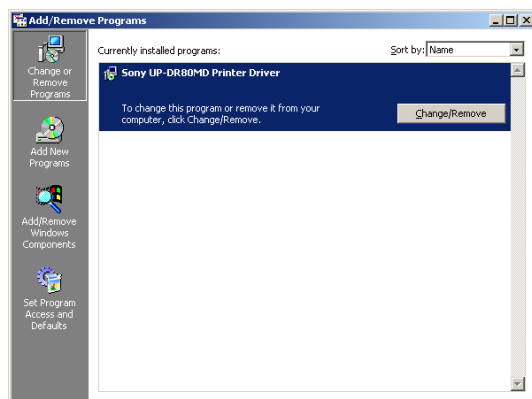 Add/Remove Programs
Change or
Remove
Programs
Add New
Programs
Add/Remove
Windows
Components
Set Program
Access and
Defaults
Currently installed programs:
Sort by: Name
Sony UP-DR80MD Printer Driver
To change this program or remove it from your
computer, click Change/Remove.
Change/Remove